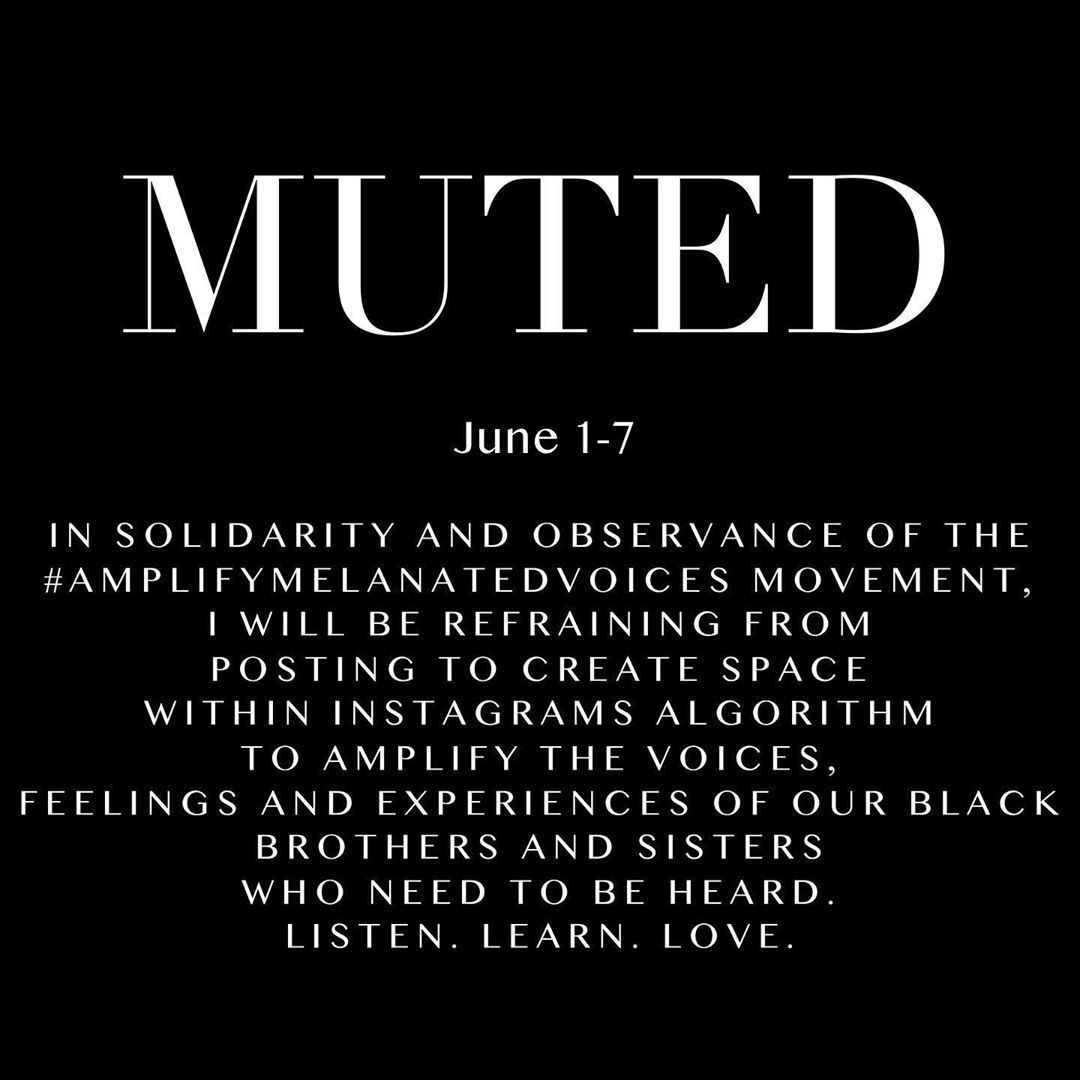 MUTED
June 1-7
IN SOLIDARITY AND OBSERVANCE OF THE
#AMPLIFYMELANATEDVOICES MOVEMENT,
I WILL BE REFRAINING FROM
POSTING TO CREATE SPACE
WITHIN INSTAGRAMS ALGORITHM
TO AMPLIFY THE VOICES,
FEELINGS AND EXPERIENCES OF OUR BLACK
BROTHERS AND SISTERS
WHO NEED TO BE HEARD.
LISTEN. LEARN. LOVE.